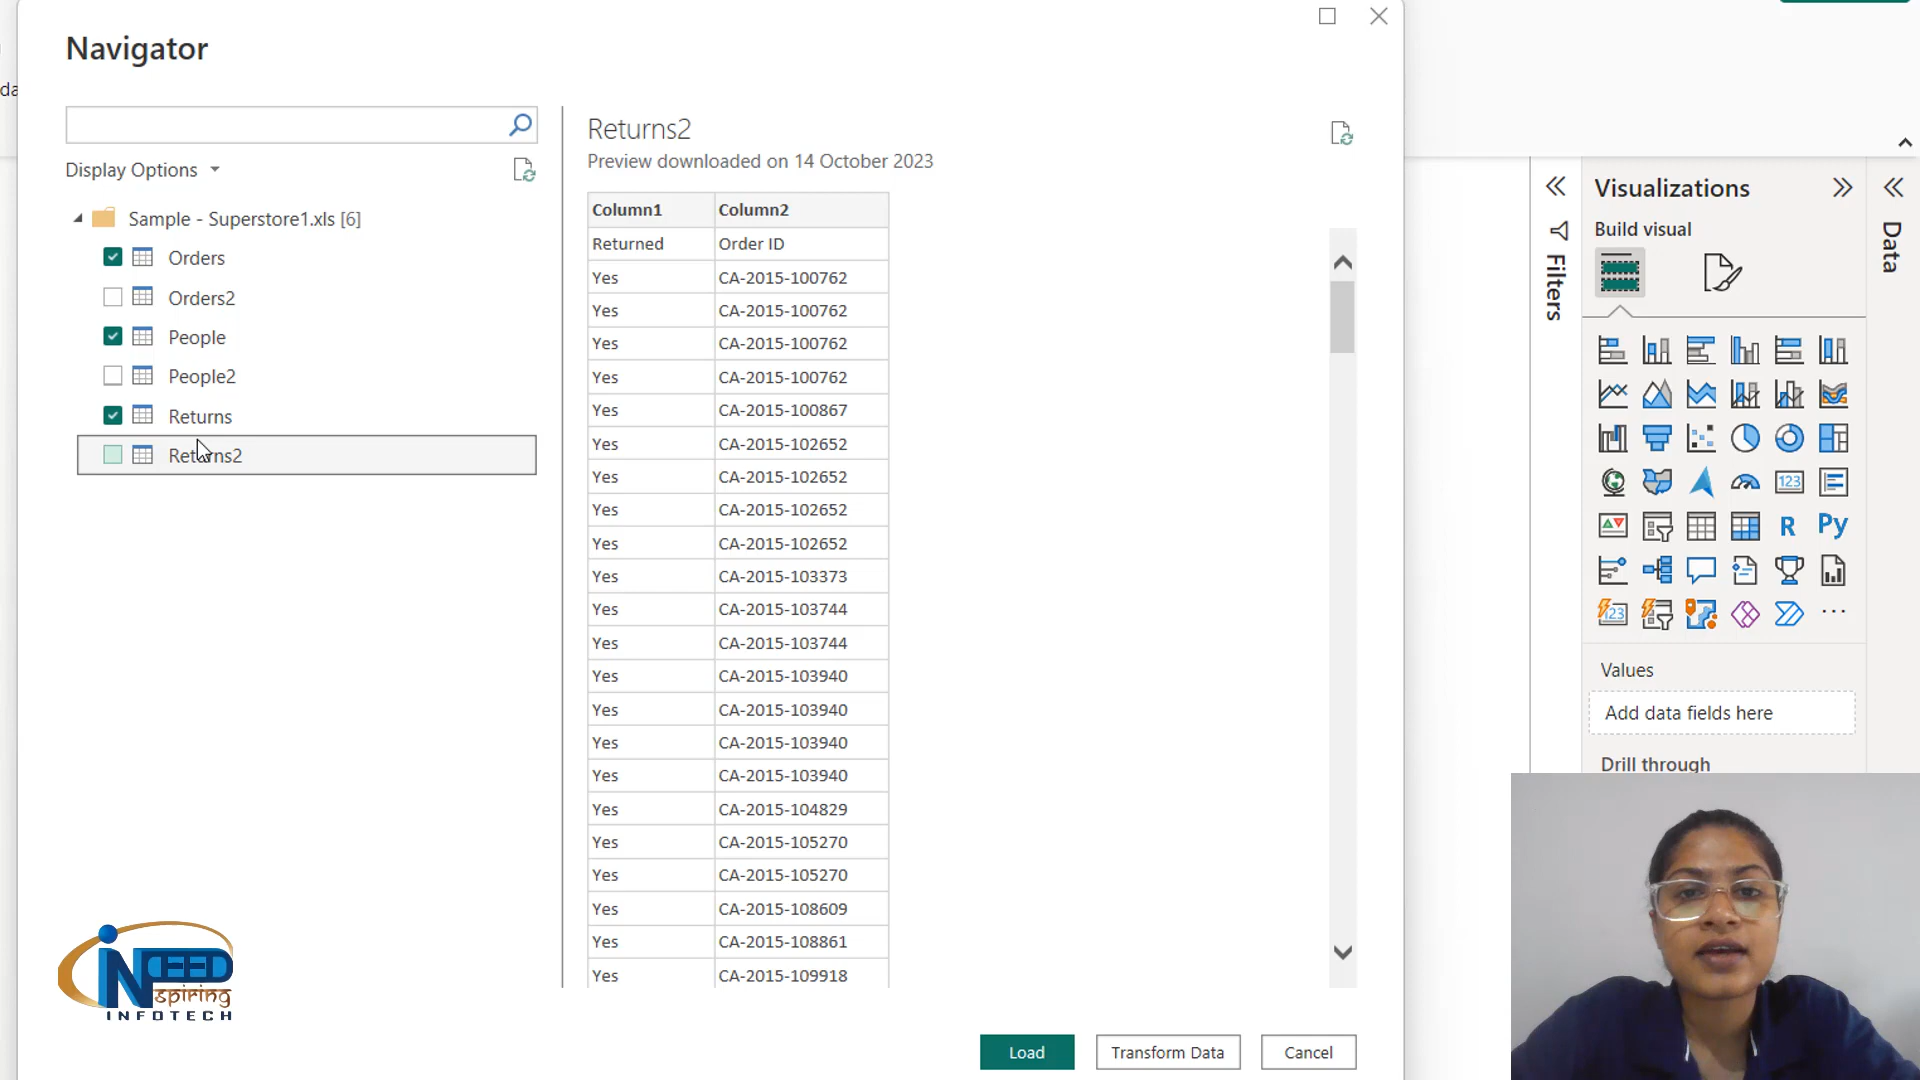 Navigator
da
Display Options
Sample - Superstore1.xls [6]
Orders
Orders2
People
People2
Returns
Returns2
Returns2
Preview downloaded on 14 October 2023
Column1 Column2
Returned Order ID
Yes CA-2015-100762
Yes CA-2015-100762
Yes CA-2015-100762
Yes CA-2015-100762
Yes CA-2015-100867
Yes CA-2015-102652
Yes CA-2015-102652
Yes CA-2015-102652
Yes CA-2015-102652
Yes CA-2015-103373
Yes CA-2015-103744
Yes CA-2015-103744
Yes CA-2015-103940
Yes CA-2015-103940
Yes CA-2015-103940
Yes CA-2015-103940
Yes CA-2015-104829
Yes CA-2015-105270
Yes CA-2015-105270
Yes CA-2015-108609
Yes CA-2015-108861
Yes CA-2015-109918
Load
Transform Data
Cancel
Filters
Visualizations
Build visual
123
R
Py
123
Values
Add data fields here
Drill through
Data
iNDEED
Nspiring
INFOTECH